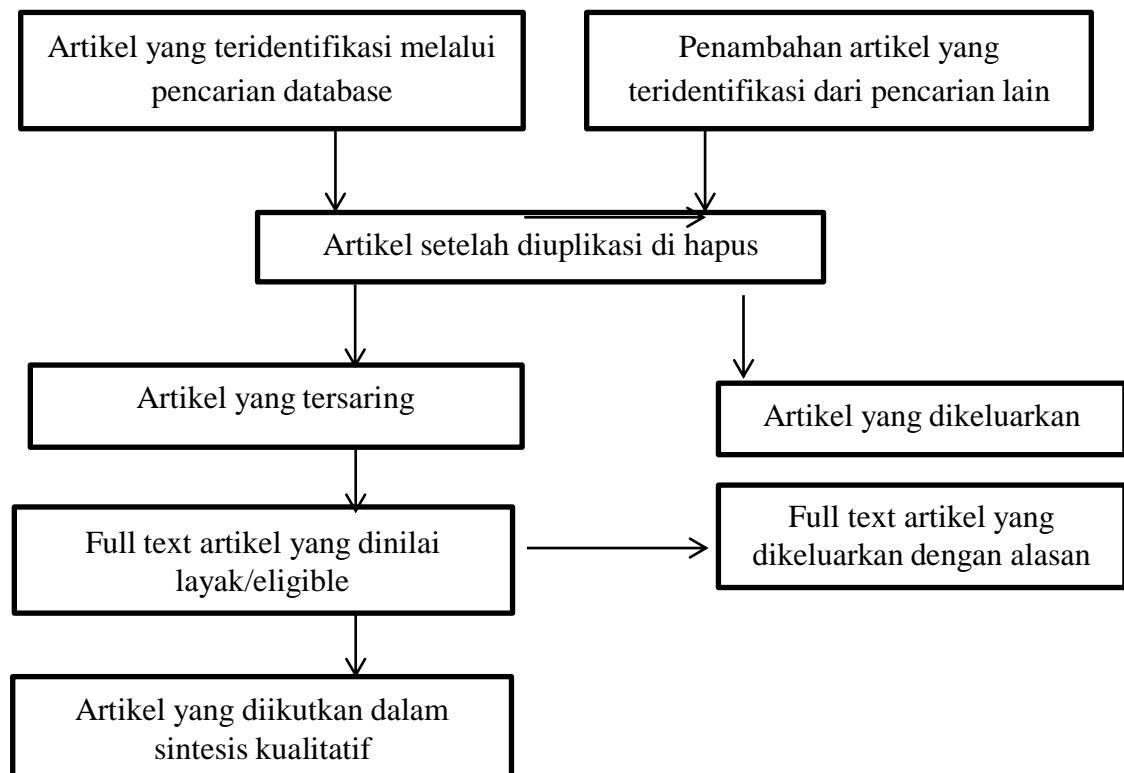 Artikel yang teridentifikasi melalui
pencarian database
Penambahan artikel yang
teridentifikasi dari pencarian lain
Artikel setelah diuplikasi di hapus
Artikel yang tersaring
Artikel yang dikeluarkan
Full text artikel yang dinilai
layak/eligible
Full text artikel yang
dikeluarkan dengan alasan
Artikel yang diikutkan dalam
sintesis kualitatif